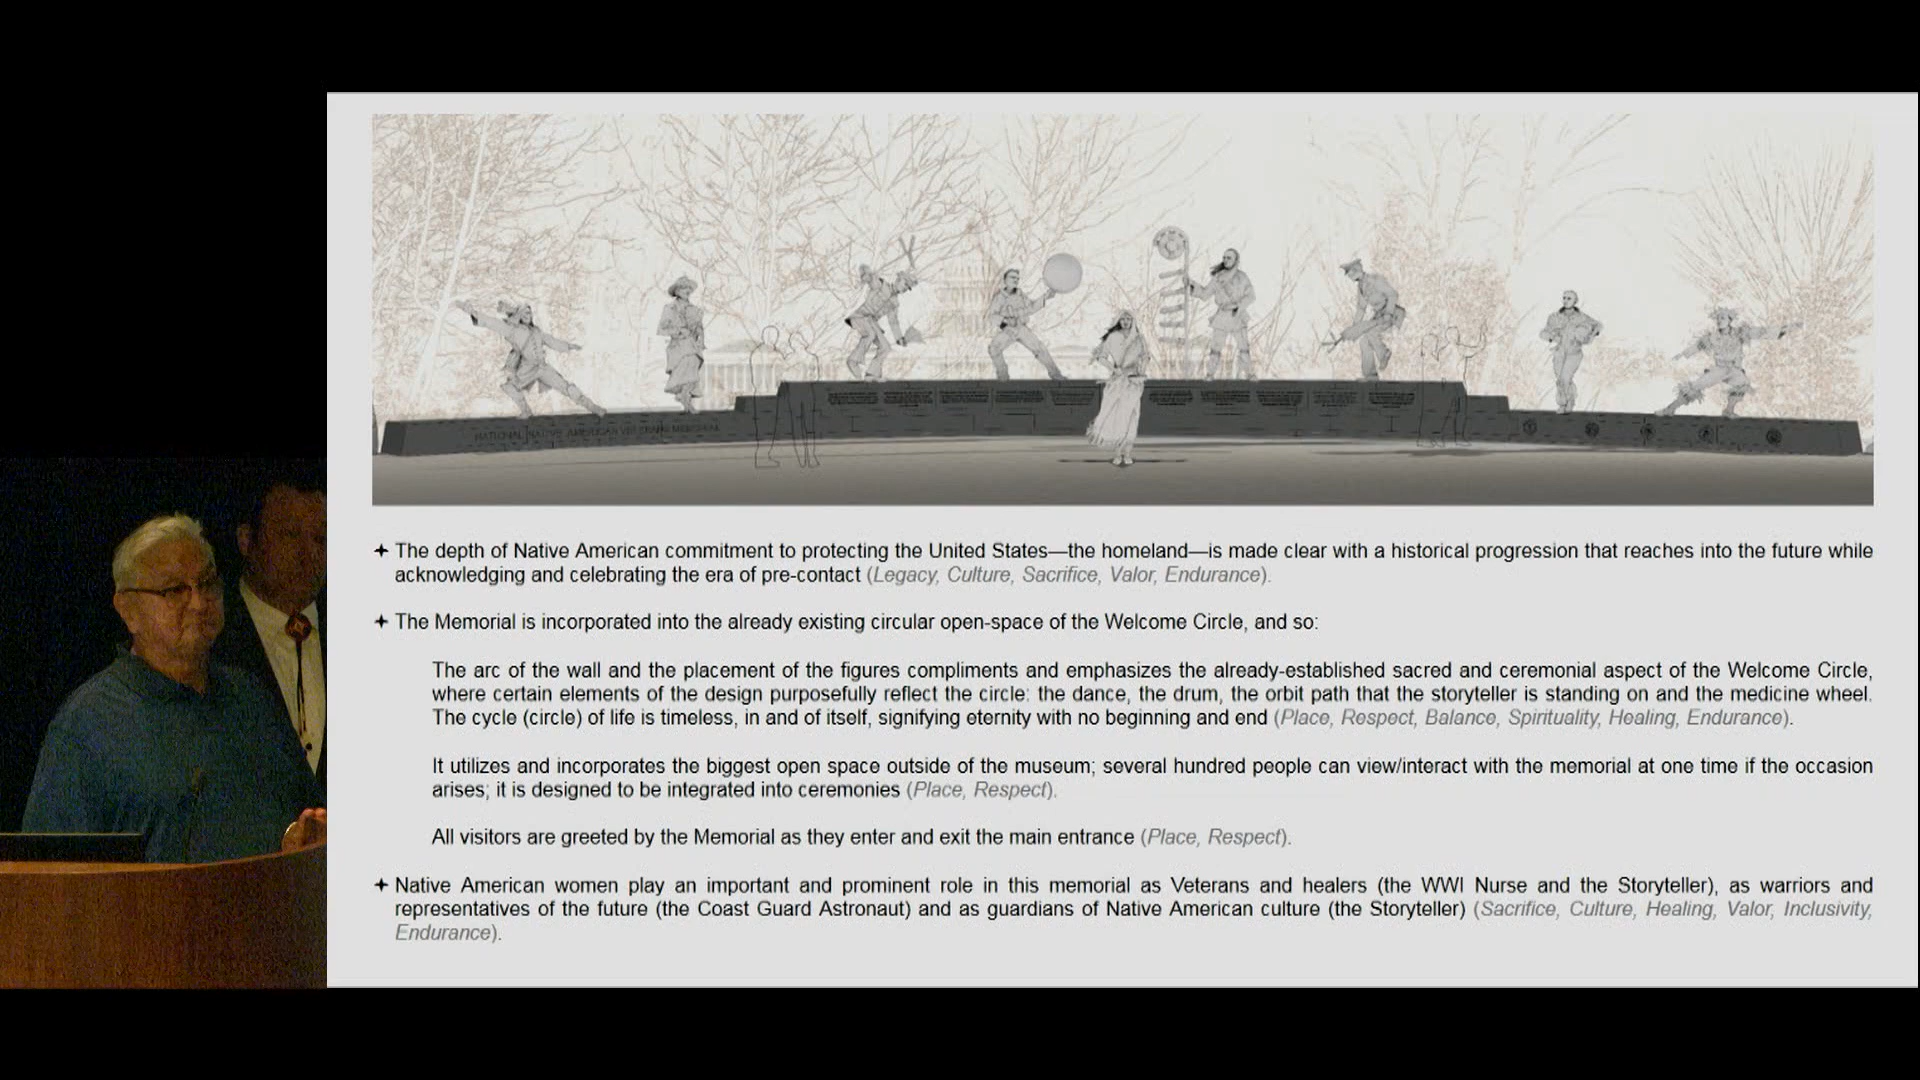 NATIONAL NATIVE AMERICAN VETERANS MEMORIAL
✦ The depth of Native American commitment to protecting the United States—the homeland—is made clear with a historical progression that reaches into the future while
acknowledging and celebrating the era of pre-contact (Legacy, Culture, Sacrifice, Valor, Endurance).
✦ The Memorial is incorporated into the already existing circular open-space of the Welcome Circle, and so:
The arc of the wall and the placement of the figures compliments and emphasizes the already-established sacred and ceremonial aspect of the Welcome Circle,
where certain elements of the design purposefully reflect the circle: the dance, the drum, the orbit path that the storyteller is standing on and the medicine wheel.
The cycle (circle) of life is timeless, in and of itself, signifying eternity with no beginning and end (Place, Respect, Balance, Spirituality, Healing, Endurance).
It utilizes and incorporates the biggest open space outside of the museum; several hundred people can view/interact with the memorial at one time if the occasion
arises; it is designed to be integrated into ceremonies (Place, Respect).
All visitors are greeted by the Memorial as they enter and exit the main entrance (Place, Respect).
✦ Native American women play an important and prominent role in this memorial as Veterans and healers (the WWI Nurse and the Storyteller), as warriors and
representatives of the future (the Coast Guard Astronaut) and as guardians of Native American culture (the Storyteller) (Sacrifice, Culture, Healing, Valor, Inclusivity,
Endurance).